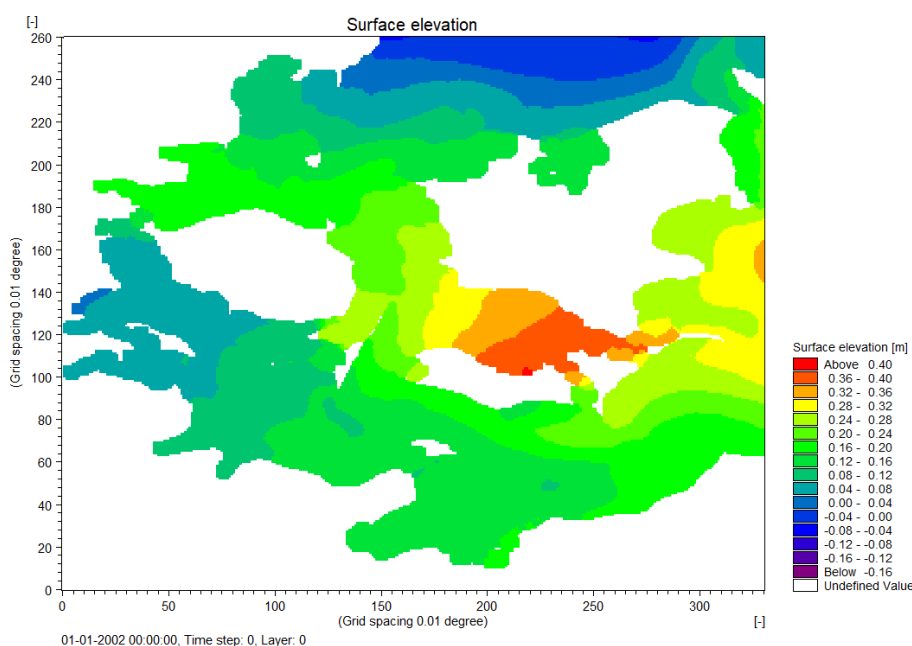 [-]
Surface elevation
260
240
220
200
180
160
140
120
100
80
60
40
20
0
(Grid spacing 0.01 degree)
0 50 100 150 200 250 300
(Grid spacing 0.01 degree) [-]
01-01-2002 00:00:00, Time step: 0, Layer: 0
Surface elevation [m]
Above 0.40
0.36 - 0.40
0.32 - 0.36
0.28 - 0.32
0.24 - 0.28
0.20 - 0.24
0.16 - 0.20
0.12 - 0.16
0.08 - 0.12
0.04 - 0.08
0.00 - 0.04
-0.04 - 0.00
-0.08 - -0.04
-0.12 - -0.08
-0.16 - -0.12
Below -0.16
Undefined Value